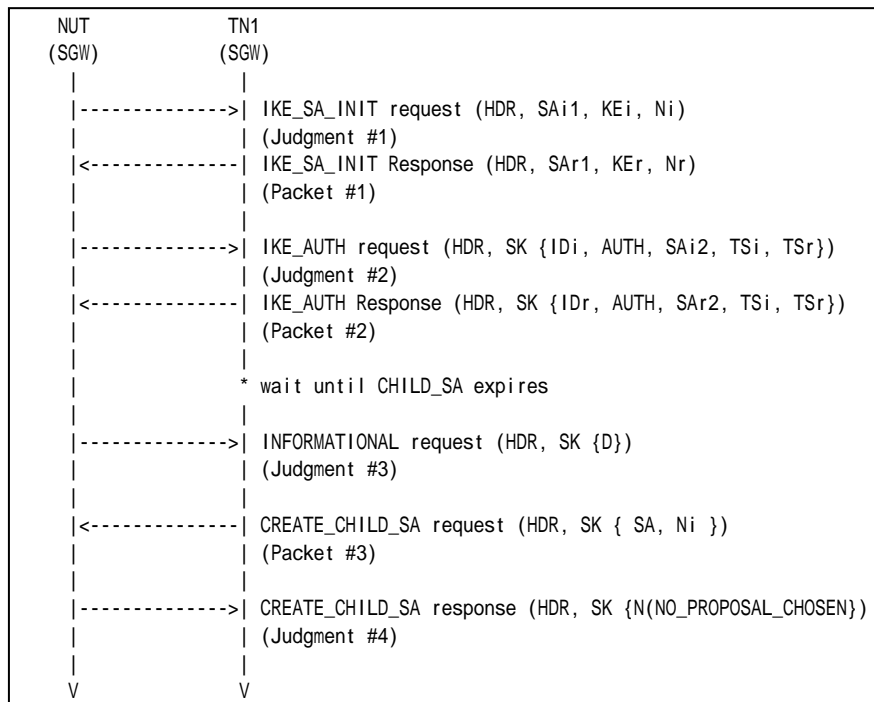 NUT TN1
(SGW) (SGW)
| |
|-------------->| IKE_SA_INIT request (HDR, SAi1, KEi, Ni)
| | (Judgment #1)
|<--------------| IKE_SA_INIT Response (HDR, SAr1, KEr, Nr)
| | (Packet #1)
| |
|-------------->| IKE_AUTH request (HDR, SK {IDi, AUTH, SAi2, TSi, TSr})
| | (Judgment #2)
|<--------------| IKE_AUTH Response (HDR, SK {IDr, AUTH, SAr2, TSi, TSr})
| | (Packet #2)
| |
| * wait until CHILD_SA expires
| |
|-------------->| INFORMATIONAL request (HDR, SK {D})
| | (Judgment #3)
| |
|<--------------| CREATE_CHILD_SA request (HDR, SK { SA, Ni })
| | (Packet #3)
| |
|-------------->| CREATE_CHILD_SA response (HDR, SK {N(NO_PROPOSAL_CHOSEN})
| | (Judgment #4)
| |
V V